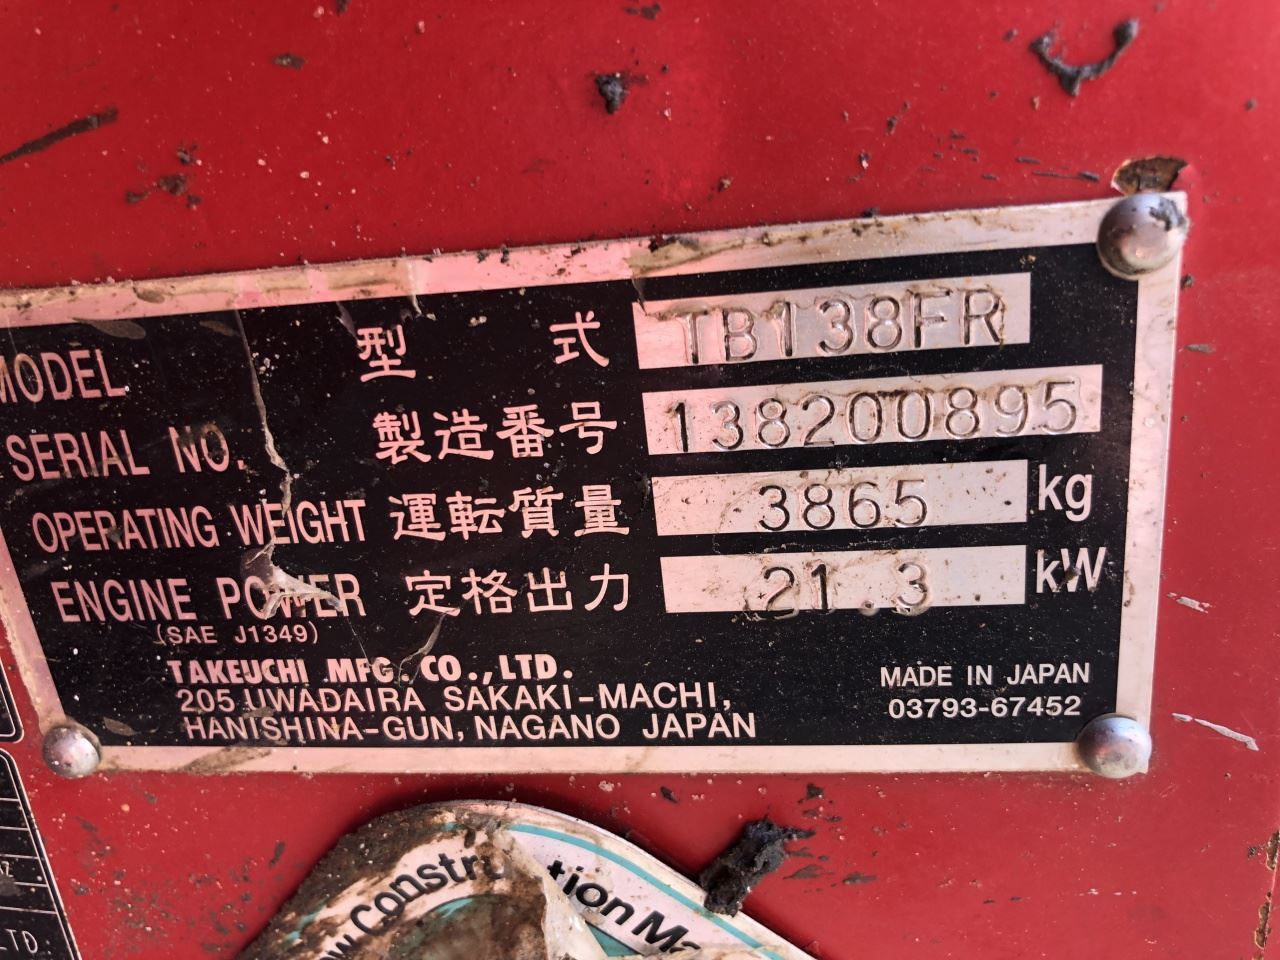 MODEL 型式 TB138FR
SERIAL NO. 製造番号 138200895
OPERATING WEIGHT 運転質量 3865 kg
ENGINE POWER 定格出力 21.3 kW
(SAE J1349)
TAKEUCHI MFG. CO., LTD.
205 UWADAIRA SAKAKI-MACHI,
HANISHINA-GUN, NAGANO JAPAN
MADE IN JAPAN
03793-67452
Construction
LTD.